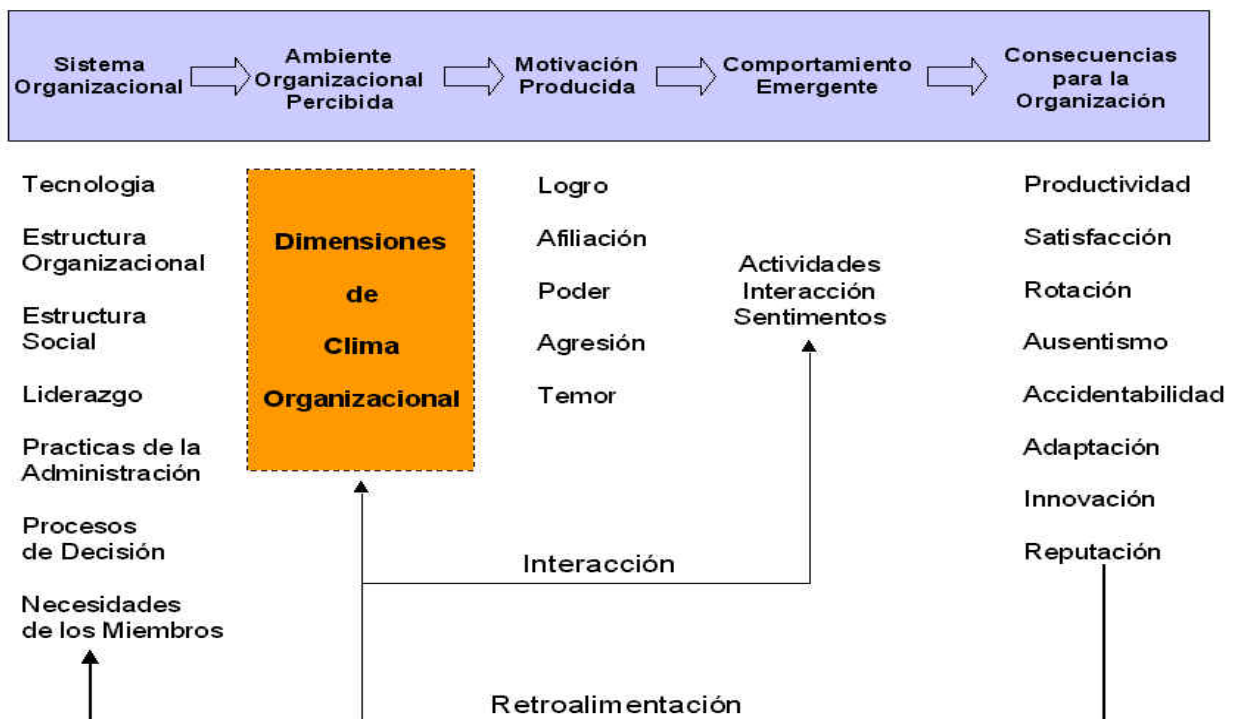 Sistema
Organizacional
Ambiente
Organizacional
Percibida
Motivación
Producida
Comportamiento
Emergente
Consecuencias
para la
Organización
Tecnologia
Estructura
Organizacional
Estructura
Social
Liderazgo
Practicas de la
Administración
Procesos
de Decisión
Necesidades
de los Miembros
Dimensiones
de
Clima
Organizacional
Logro
Afiliación
Poder
Agresión
Temor
Actividades
Interacción
Sentimentos
Productividad
Satisfacción
Rotación
Ausentismo
Accidentabilidad
Adaptación
Innovación
Reputación
Interacción
Retroalimentación